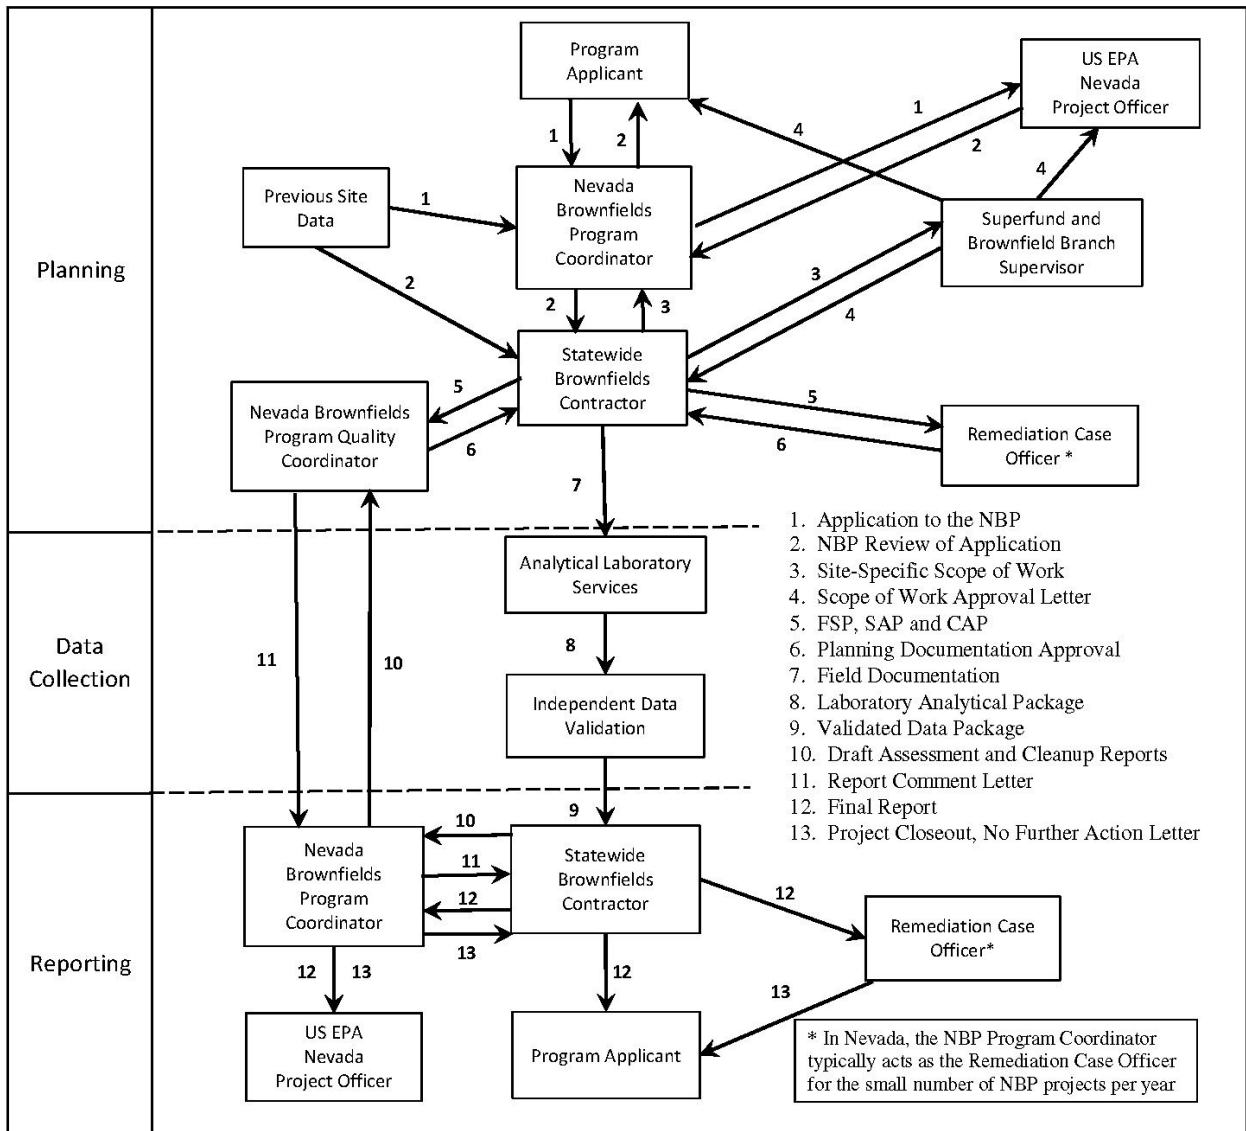 Planning
Program
Applicant
US EPA
Nevada
Project Officer
1
2
4
1
2
4
Previous Site
Data
1
Nevada
Brownfields
Program
Coordinator
Superfund and
Brownfield Branch
Supervisor
2
2
3
3
4
Statewide
Brownfields
Contractor
5
6
5
6
Nevada Brownfields
Program Quality
Coordinator
Remediation Case
Officer *
7
Data
Collection
Analytical Laboratory
Services
8
11
10
Independent Data
Validation
1. Application to the NBP
2. NBP Review of Application
3. Site-Specific Scope of Work
4. Scope of Work Approval Letter
5. FSP, SAP and CAP
6. Planning Documentation Approval
7. Field Documentation
8. Laboratory Analytical Package
9. Validated Data Package
10. Draft Assessment and Cleanup Reports
11. Report Comment Letter
12. Final Report
13. Project Closeout, No Further Action Letter
Reporting
9
Nevada
Brownfields
Program
Coordinator
10
11
12
13
Statewide
Brownfields
Contractor
12
Remediation Case
Officer*
12
13
12
13
US EPA
Nevada
Project Officer
Program Applicant
* In Nevada, the NBP Program Coordinator
typically acts as the Remediation Case Officer
for the small number of NBP projects per year